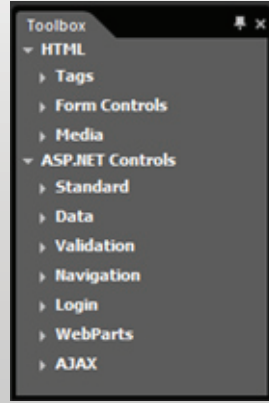 Toolbox
HTML
Tags
Form Controls
Media
ASP.NET Controls
Standard
Data
Validation
Navigation
Login
WebParts
AJAX